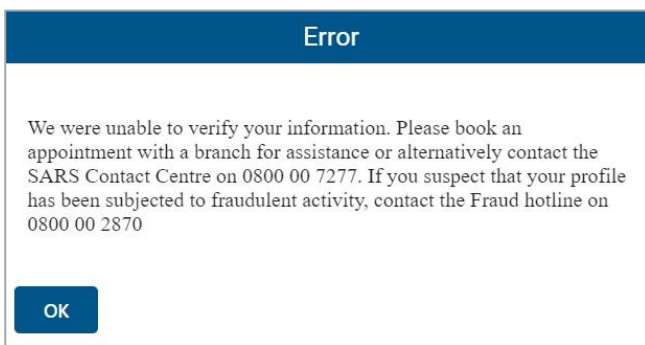 Error
We were unable to verify your information. Please book an
appointment with a branch for assistance or alternatively contact the
SARS Contact Centre on 0800 00 7277. If you suspect that your profile
has been subjected to fraudulent activity, contact the Fraud hotline on
0800 00 2870
OK